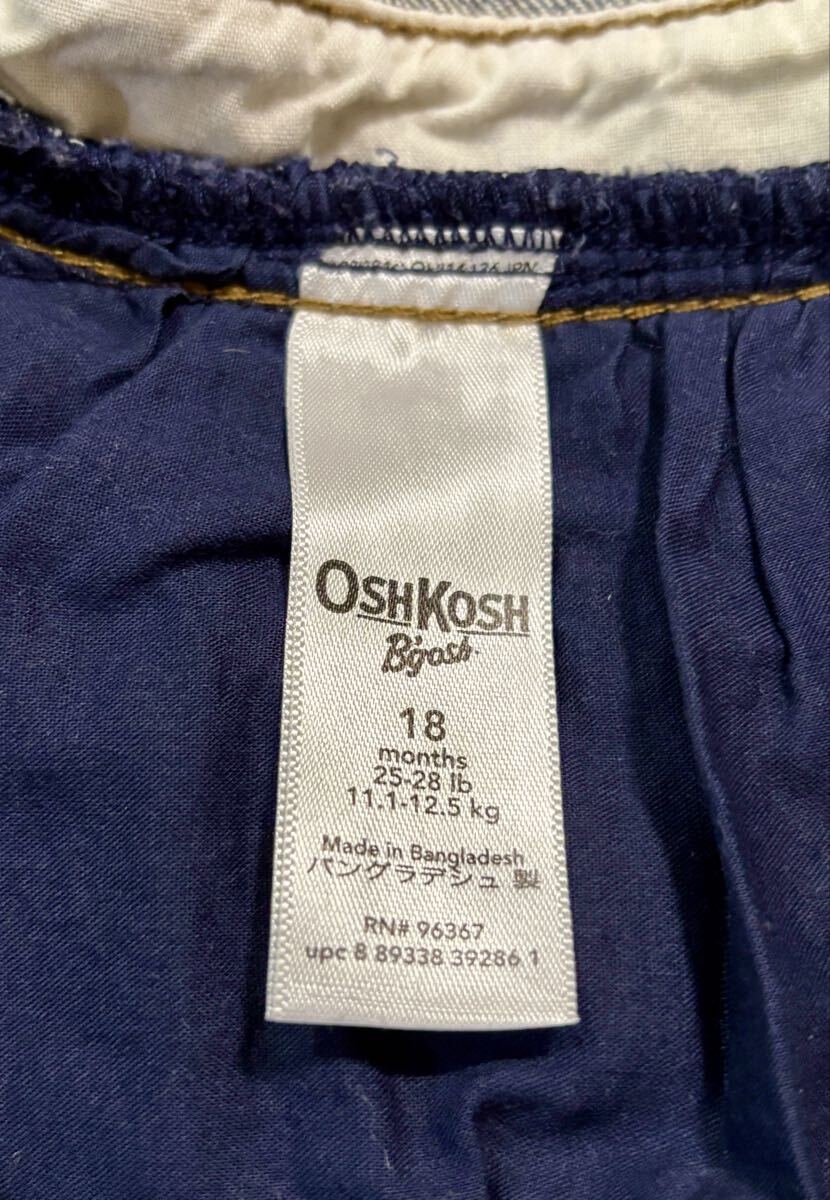 OSHKOSH
B'gosh
18
months
25-28 lb
11.1-12.5 kg
Made in Bangladesh
バングラデシュ 製
RN# 96367
upc 8 89338 39286 1